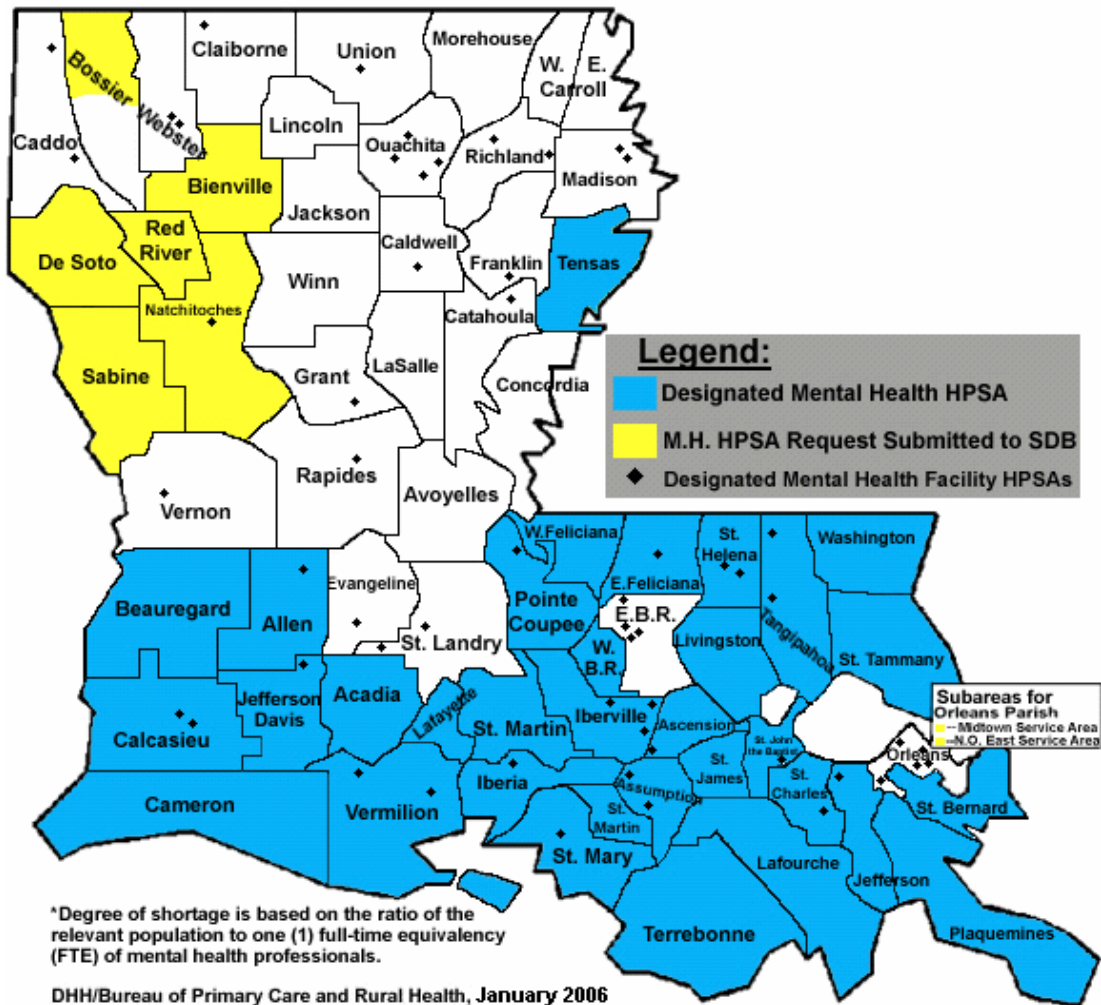 Claiborne
Union
Morehouse
W.
Carroll
E.
Bossier
Webster
Lincoln
Caddo
Ouachita
Richland
Madison
Bienville
Jackson
Red
River
De Soto
Caldwell
Franklin
Tensas
Winn
Natchitoches
Catahoula
Sabine
Grant
LaSalle
Concordia
Legend:
Designated Mental Health HPSA
M.H. HPSA Request Submitted to SDB
Designated Mental Health Facility HPSAs
Rapides
Avoyelles
Vernon
W.Feliciana
St.
Helena
Washington
Evangeline
E.Feliciana
Beauregard
Allen
Pointe
Coupee
E.B.R.
Tangipahoa
St. Landry
W.
B.R.
Livingston
St. Tammany
Jefferson
Davis
Acadia
Lafayette
St. Martin
Iberville
Ascension
Subareas for
Orleans Parish
-- Midtown Service Area
--N.O. East Service Area
Calcasieu
St. John
the Baptist
Orleans
St.
James
Iberia
Assumption
St.
Charles
Cameron
Vermilion
St.
Martin
St. Bernard
St. Mary
Lafourche
Jefferson
Terrebonne
Plaquemines
*Degree of shortage is based on the ratio of the
relevant population to one (1) full-time equivalency
(FTE) of mental health professionals.
DHH/Bureau of Primary Care and Rural Health, January 2006